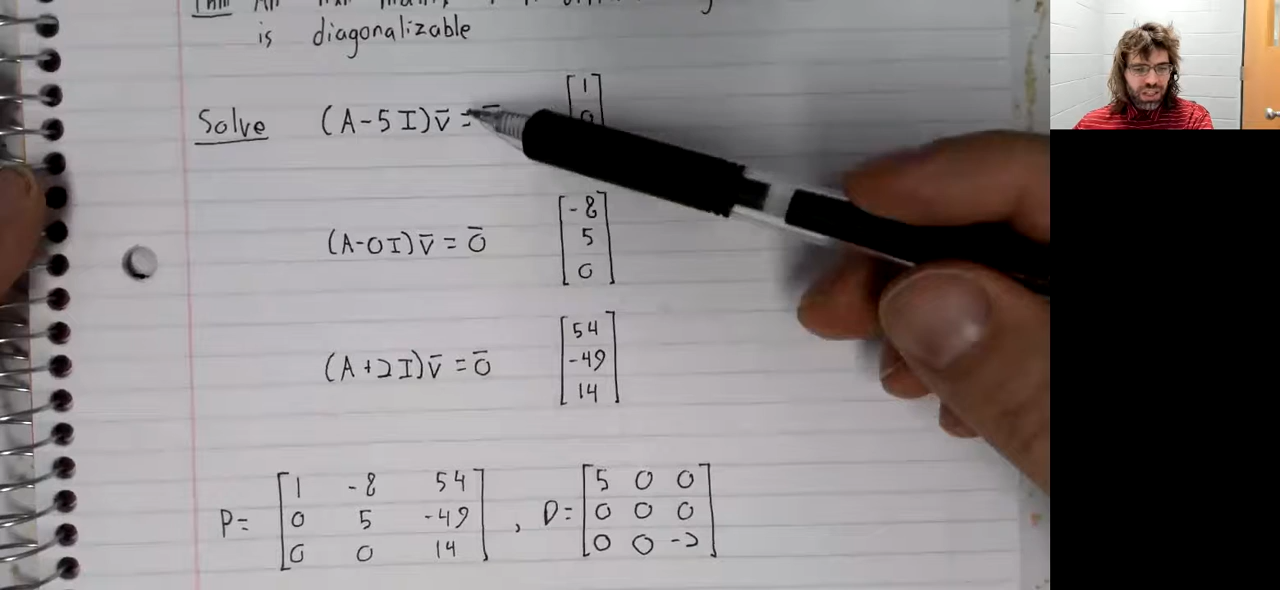 is diagonalizable
Solve (A-5I)v̄ =
[1
(A-0I)v̄ = 0̄
[-8
5
0]
(A+2I)v̄ = 0̄
[54
-49
14]
P= [1 -8 54
0 5 -49
0 0 14]
, D= [5 0 0
0 0 0
0 0 -2]